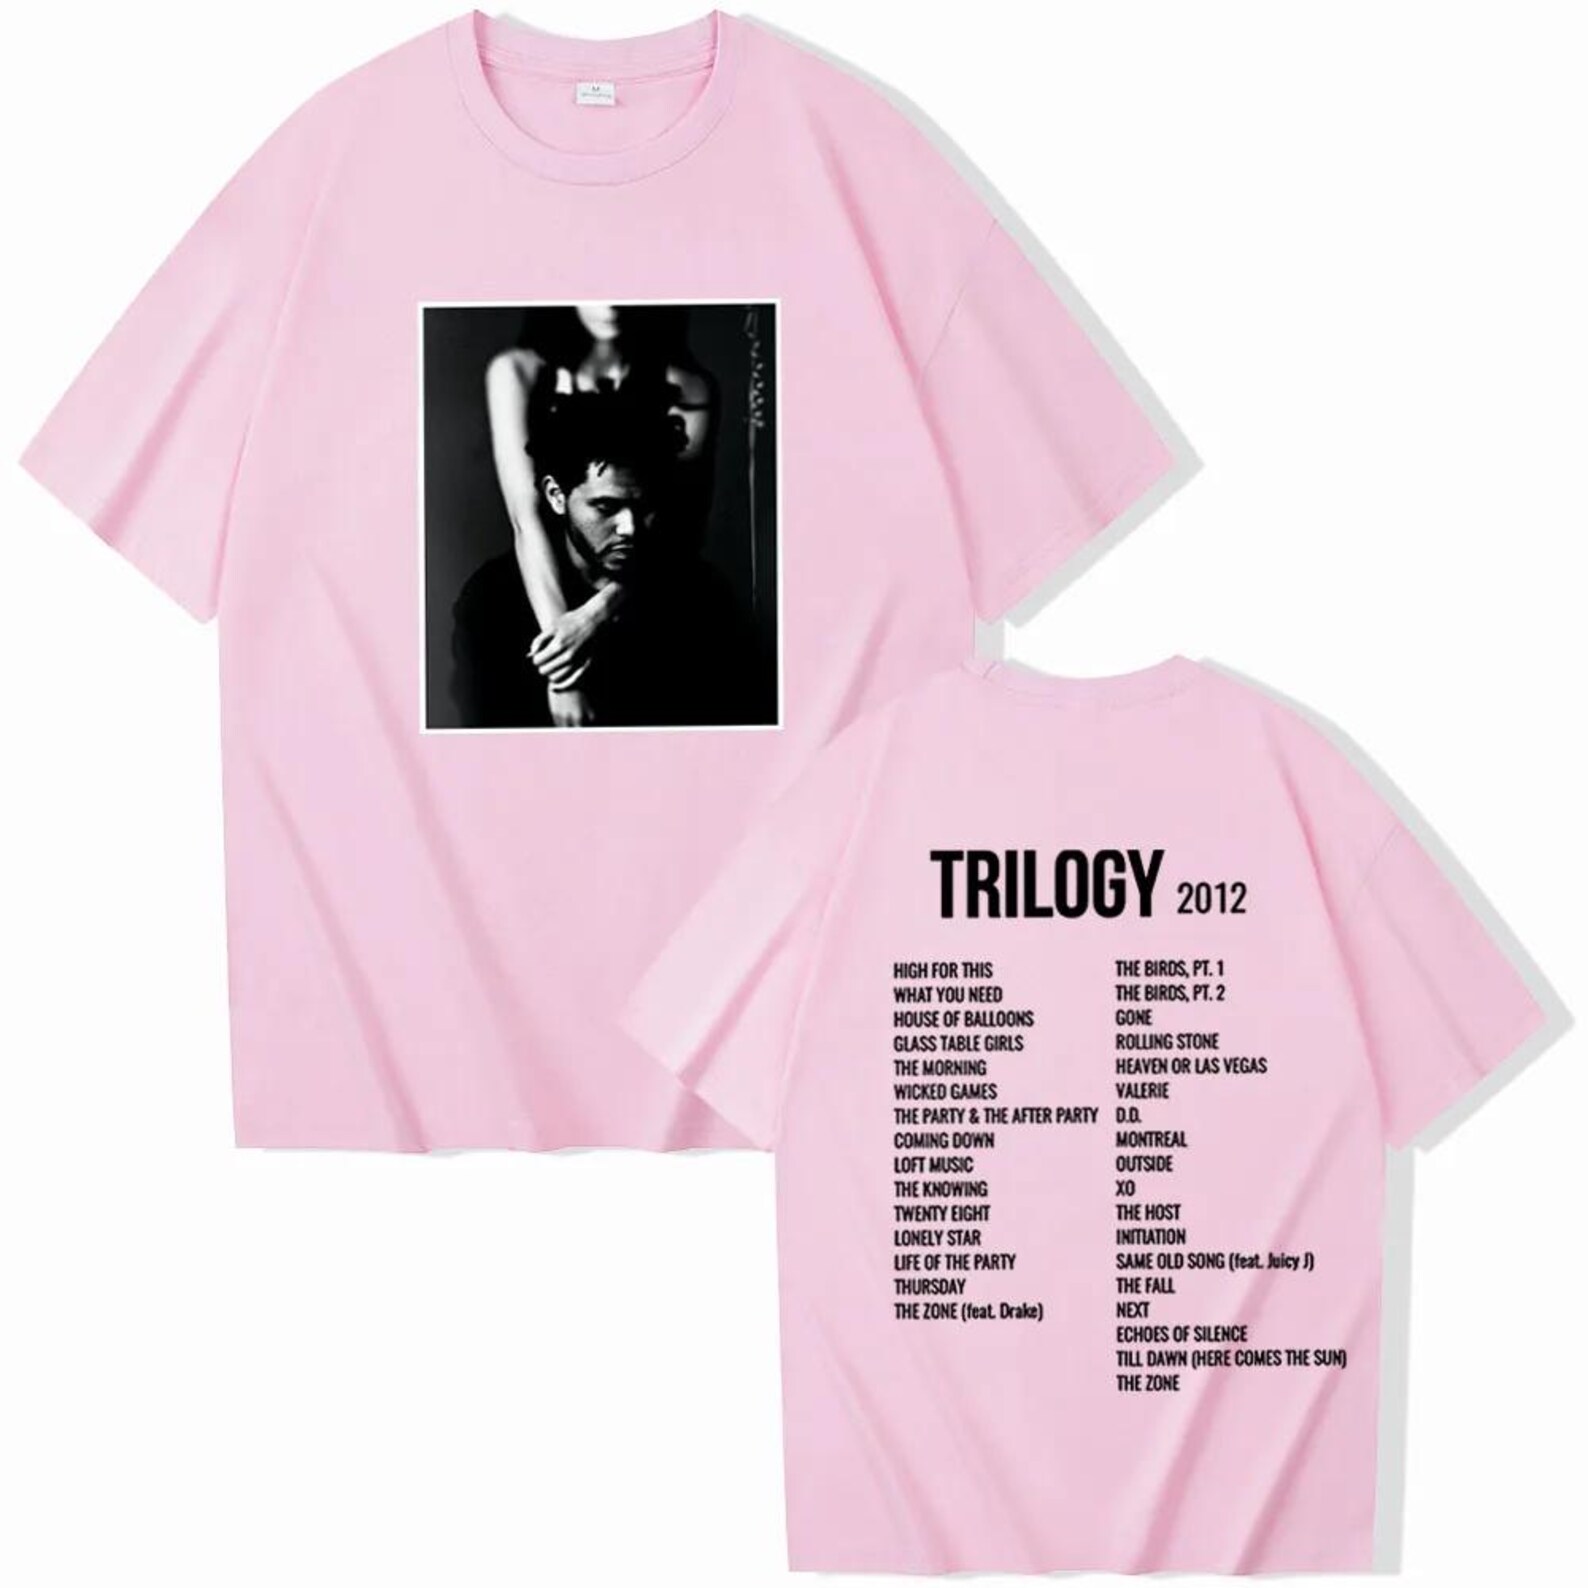 M
TRILOGY 2012
HIGH FOR THIS
WHAT YOU NEED
HOUSE OF BALLOONS
GLASS TABLE GIRLS
THE MORNING
WICKED GAMES
THE PARTY & THE AFTER PARTY
COMING DOWN
LOFT MUSIC
THE KNOWING
TWENTY EIGHT
LONELY STAR
LIFE OF THE PARTY
THURSDAY
THE ZONE (feat. Drake)
THE BIRDS, PT. 1
THE BIRDS, PT. 2
GONE
ROLLING STONE
HEAVEN OR LAS VEGAS
VALERIE
D.D.
MONTREAL
OUTSIDE
XO
THE HOST
INITIATION
SAME OLD SONG (feat. Juicy J)
THE FALL
NEXT
ECHOES OF SILENCE
TILL DAWN (HERE COMES THE SUN)
THE ZONE